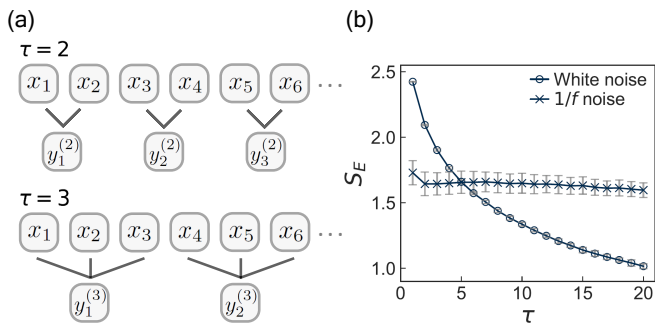 (a)
τ = 2
x₁ x₂ x₃ x₄ x₅ x₆ ···
y₁⁽²⁾ y₂⁽²⁾ y₃⁽²⁾
τ = 3
x₁ x₂ x₃ x₄ x₅ x₆ ···
y₁⁽³⁾ y₂⁽³⁾
(b)
White noise
1/f noise
2.5
2.0
1.5
1.0
S_E
0 5 10 15 20
τ